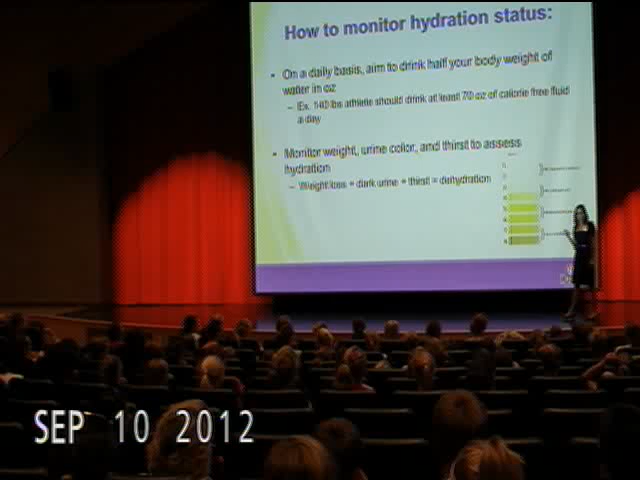 How to monitor hydration status:
• On a daily basis, aim to drink half your body weight of
water in oz
– Ex. 140 lbs athlete should drink at least 70 oz of calorie free fluid
a day
• Monitor weight, urine color, and thirst to assess
hydration
– Weight loss + dark urine + thirst = dehydration
SEP 10 2012